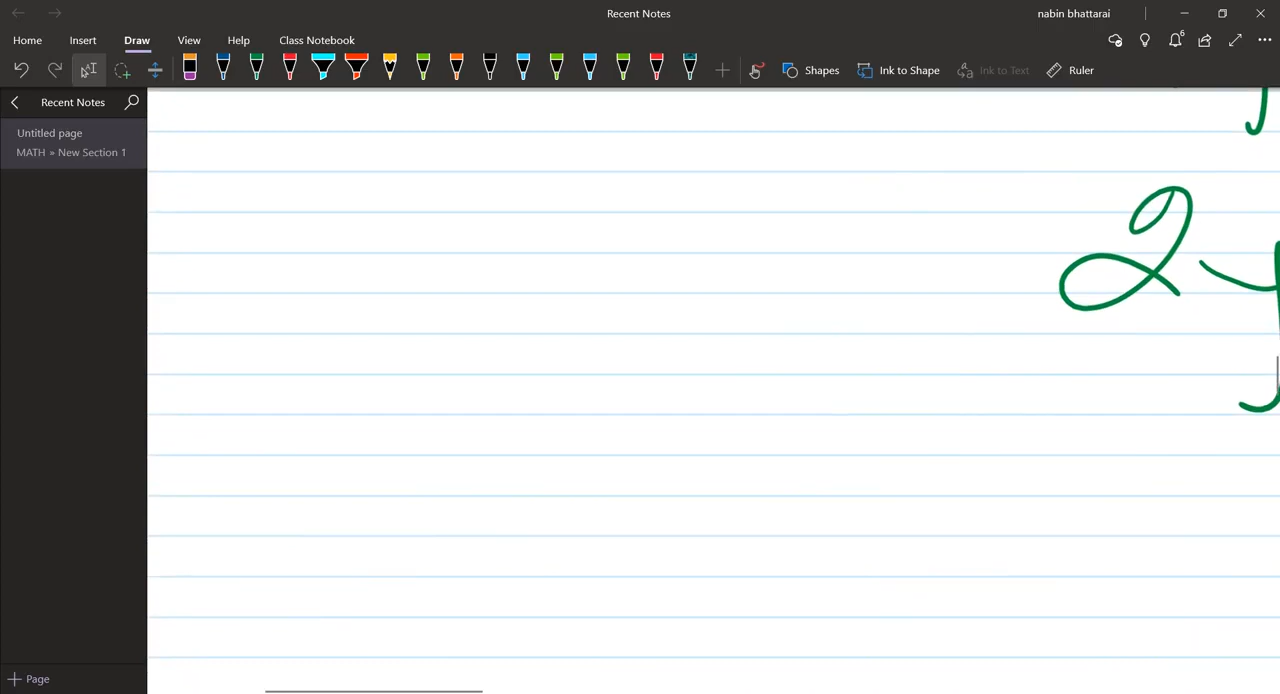 Recent Notes
nabin bhattarai
Home Insert Draw View Help Class Notebook
6
Shapes Ink to Shape Ink to Text Ruler
Recent Notes
Untitled page
MATH » New Section 1
2
Page